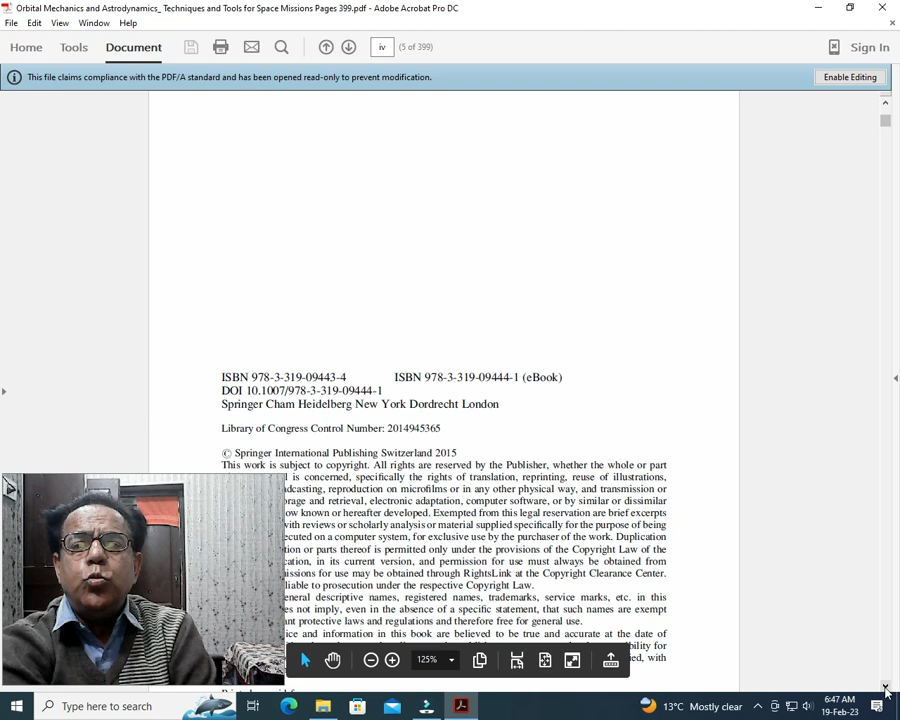 Orbital Mechanics and Astrodynamics_ Techniques and Tools for Space Missions Pages 399.pdf - Adobe Acrobat Pro DC
File Edit View Window Help
Home Tools Document iv (5 of 399) Sign In
This file claims compliance with the PDF/A standard and has been opened read-only to prevent modification. Enable Editing
ISBN 978-3-319-09443-4 ISBN 978-3-319-09444-1 (eBook)
DOI 10.1007/978-3-319-09444-1
Springer Cham Heidelberg New York Dordrecht London
Library of Congress Control Number: 2014945365
© Springer International Publishing Switzerland 2015
This work is subject to copyright. All rights are reserved by the Publisher, whether the whole or part
l is concerned, specifically the rights of translation, reprinting, reuse of illustrations,
adcasting, reproduction on microfilms or in any other physical way, and transmission or
orage and retrieval, electronic adaptation, computer software, or by similar or dissimilar
ow known or hereafter developed. Exempted from this legal reservation are brief excerpts
with reviews or scholarly analysis or material supplied specifically for the purpose of being
ecuted on a computer system, for exclusive use by the purchaser of the work. Duplication
tion or parts thereof is permitted only under the provisions of the Copyright Law of the
cation, in its current version, and permission for use must always be obtained from
missions for use may be obtained through RightsLink at the Copyright Clearance Center.
liable to prosecution under the respective Copyright Law.
eneral descriptive names, registered names, trademarks, service marks, etc. in this
es not imply, even in the absence of a specific statement, that such names are exempt
ant protective laws and regulations and therefore free for general use.
ice and information in this book are believed to be true and accurate at the date of
ibility for
ied, with
125%
Type here to search 13°C Mostly clear 6:47 AM
19-Feb-23